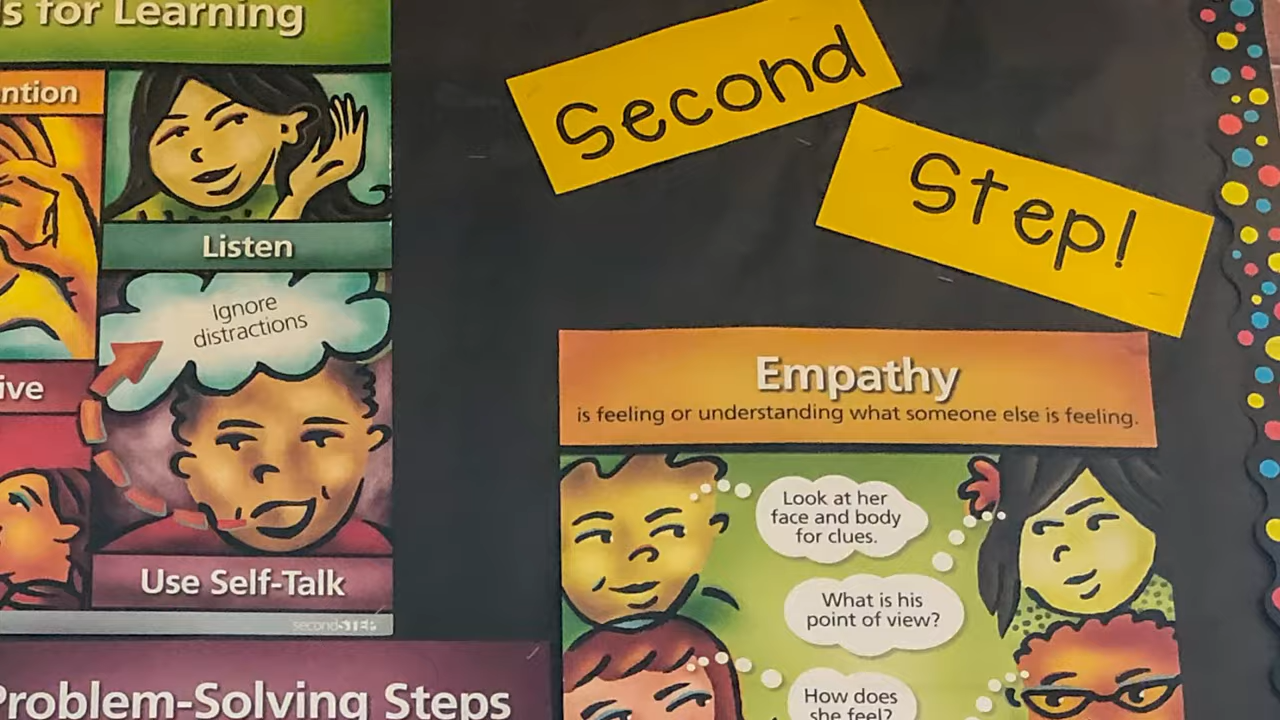 s for Learning
ntion
Listen
Ignore
distractions
ive
Use Self-Talk
second-STEP
Problem-Solving Steps
Second
Step!
Empathy
is feeling or understanding what someone else is feeling.
Look at her
face and body
for clues.
What is his
point of view?
How does
she feel?